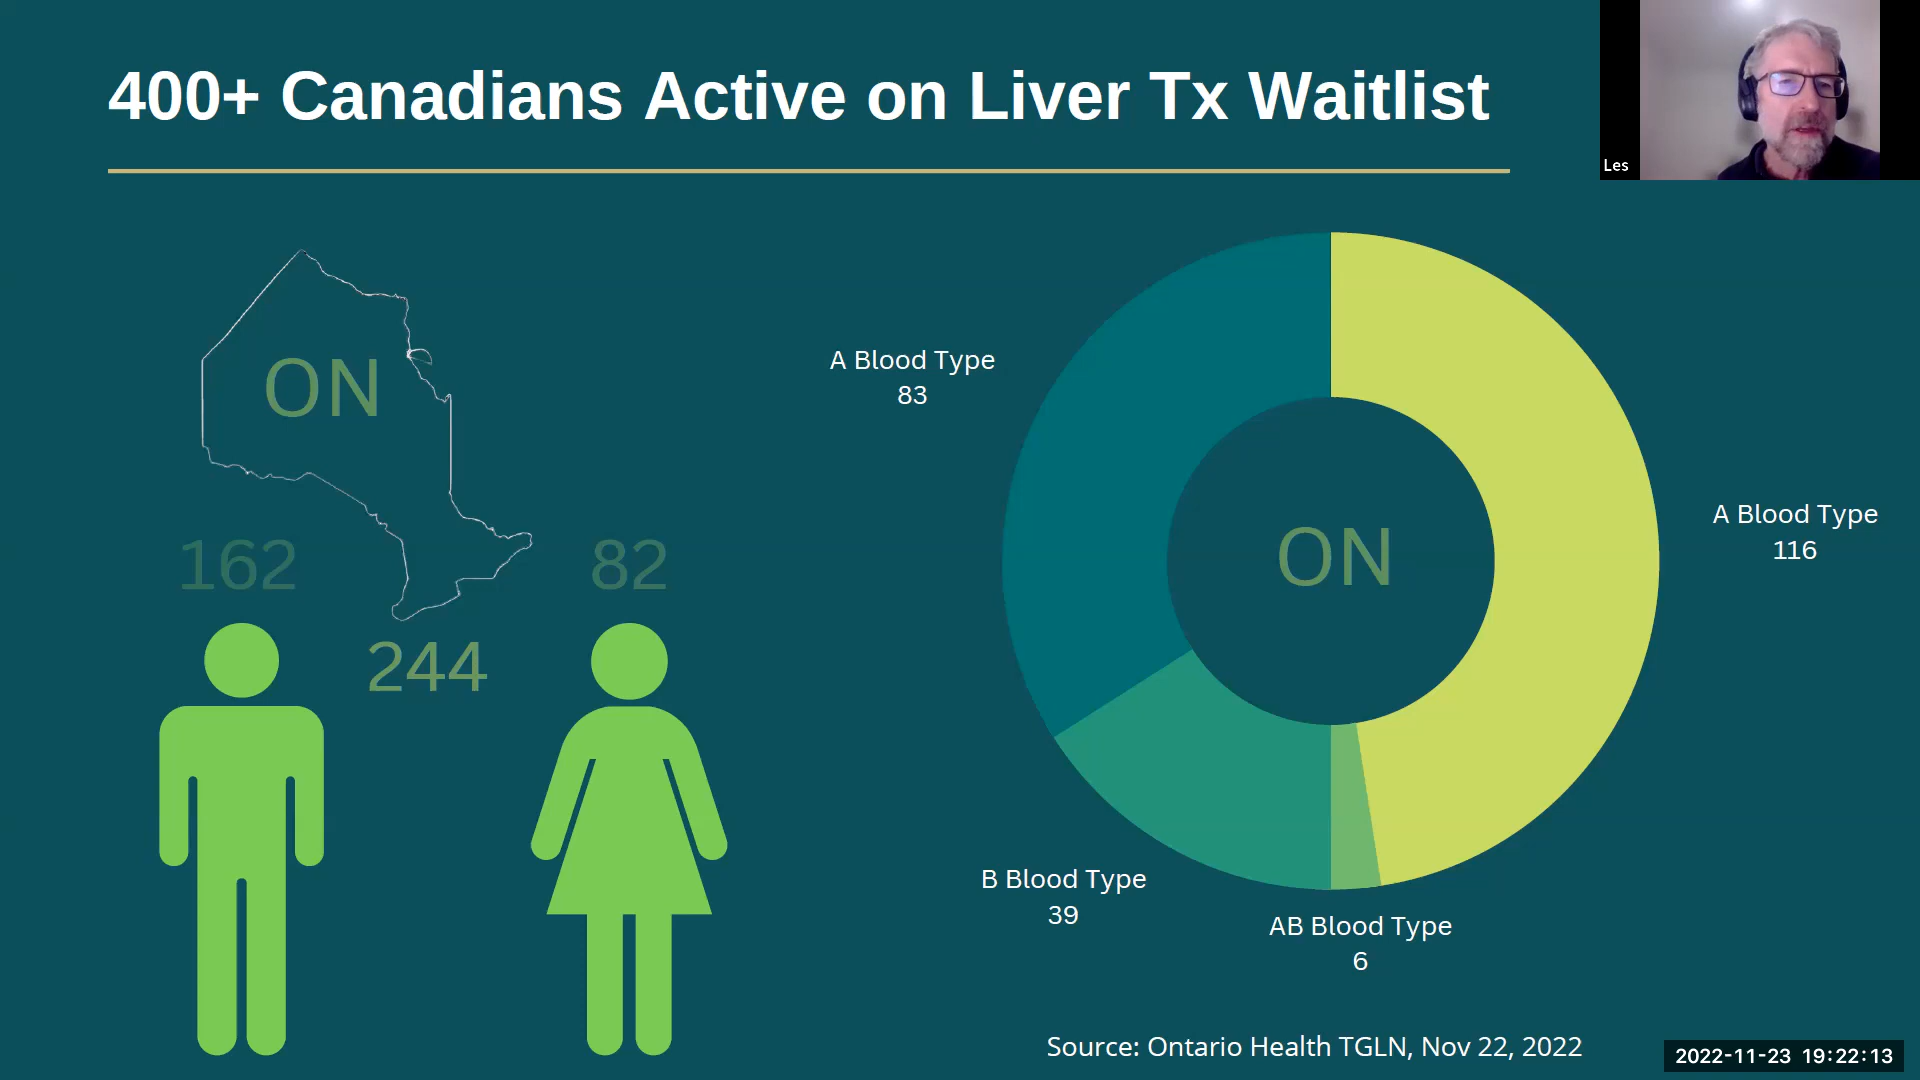 400+ Canadians Active on Liver Tx Waitlist
Les
ON
162
82
244
A Blood Type
83
ON
A Blood Type
116
B Blood Type
39
AB Blood Type
6
Source: Ontario Health TGLN, Nov 22, 2022
2022-11-23 19:22:13